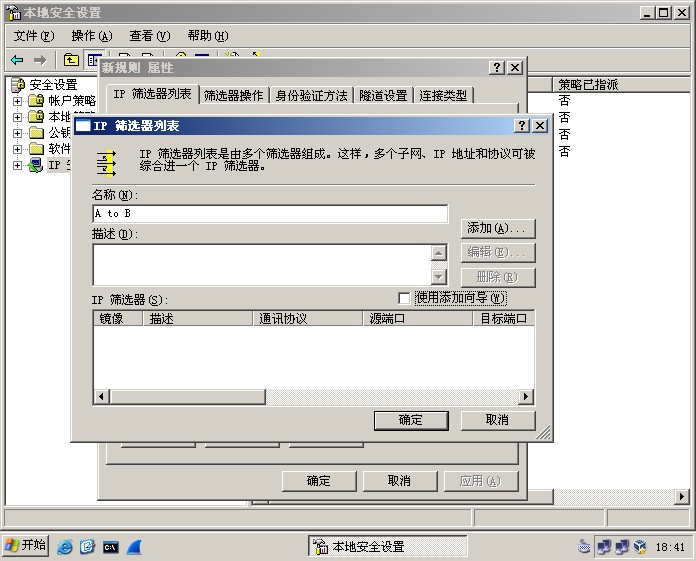 本地安全设置
文件(F) 操作(A) 查看(V) 帮助(H)
新规则 属性
安全设置
策略已指派
IP 筛选器列表 筛选器操作 身份验证方法 隧道设置 连接类型
帐户策略
否
本地
否
公钥
否
软件
否
IP
IP 筛选器列表
IP 筛选器列表是由多个筛选器组成。这样，多个子网、IP 地址和协议可被
综合进一个 IP 筛选器。
名称(N):
A to B
添加(A)...
描述(D):
编辑(E)...
删除(R)
IP 筛选器(S):
使用添加向导(W)
镜像 描述 通讯协议 源端口 目标端口
确定 取消
确定 取消 应用(A)
开始
C:\
本地安全设置
18:41